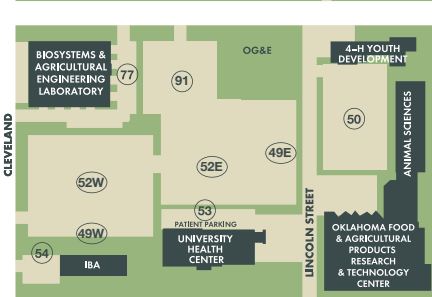 BIOSYSTEMS &
AGRICULTURAL
ENGINEERING
LABORATORY
77
91
OG&E
4-H YOUTH
DEVELOPMENT
50
ANIMAL SCIENCES
CLEVELAND
52W
52E
49E
49W
53
PATIENT PARKING
UNIVERSITY
HEALTH
CENTER
54
IBA
LINCOLN STREET
OKLAHOMA FOOD
& AGRICULTURAL
PRODUCTS
RESEARCH
& TECHNOLOGY
CENTER